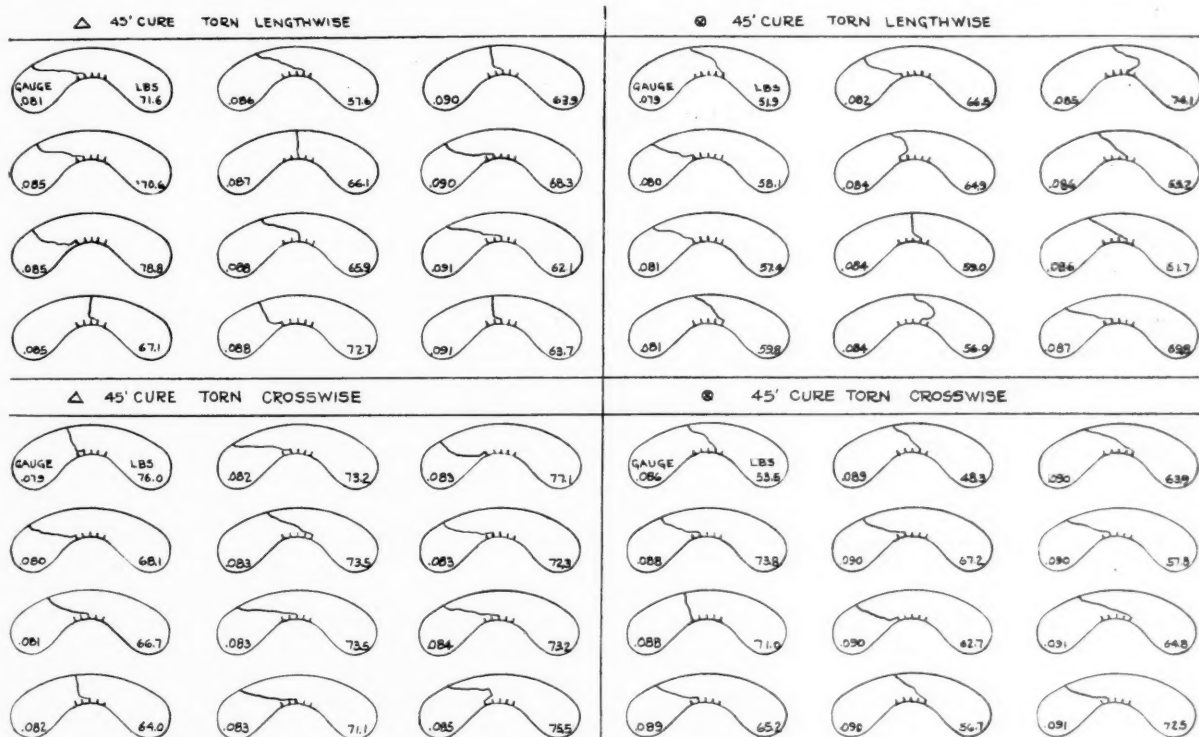 △ 45' CURE TORN LENGTHWISE
GAUGE LBS
.081 71.6 .086 57.6 .090 63.9
.085 70.6 .087 66.1 .090 68.3
.085 78.8 .088 65.9 .091 62.1
.085 67.1 .088 72.7 .091 63.7
⊗ 45' CURE TORN LENGTHWISE
GAUGE LBS
.079 51.9 .082 66.5 .085 74.1
.080 58.1 .084 64.9 .086 55.2
.081 57.4 .084 59.0 .086 51.7
.081 59.8 .084 56.0 .087
△ 45' CURE TORN CROSSWISE
GAUGE LBS
.079 76.0 .082 73.2 .083 77.1
.080 68.1 .083 73.5 .083 72.3
.081 66.7 .083 73.5 .084 73.2
.082 64.0 .083 71.1 .085 75.5
⊗ 45' CURE TORN CROSSWISE
GAUGE LBS
.086 53.5 .089 48.3 .090 63.9
.088 73.8 .090 67.2 .090 57.8
.088 71.0 .090 62.7 .091 64.8
.089 65.2 .090 56.7 .091 72.5